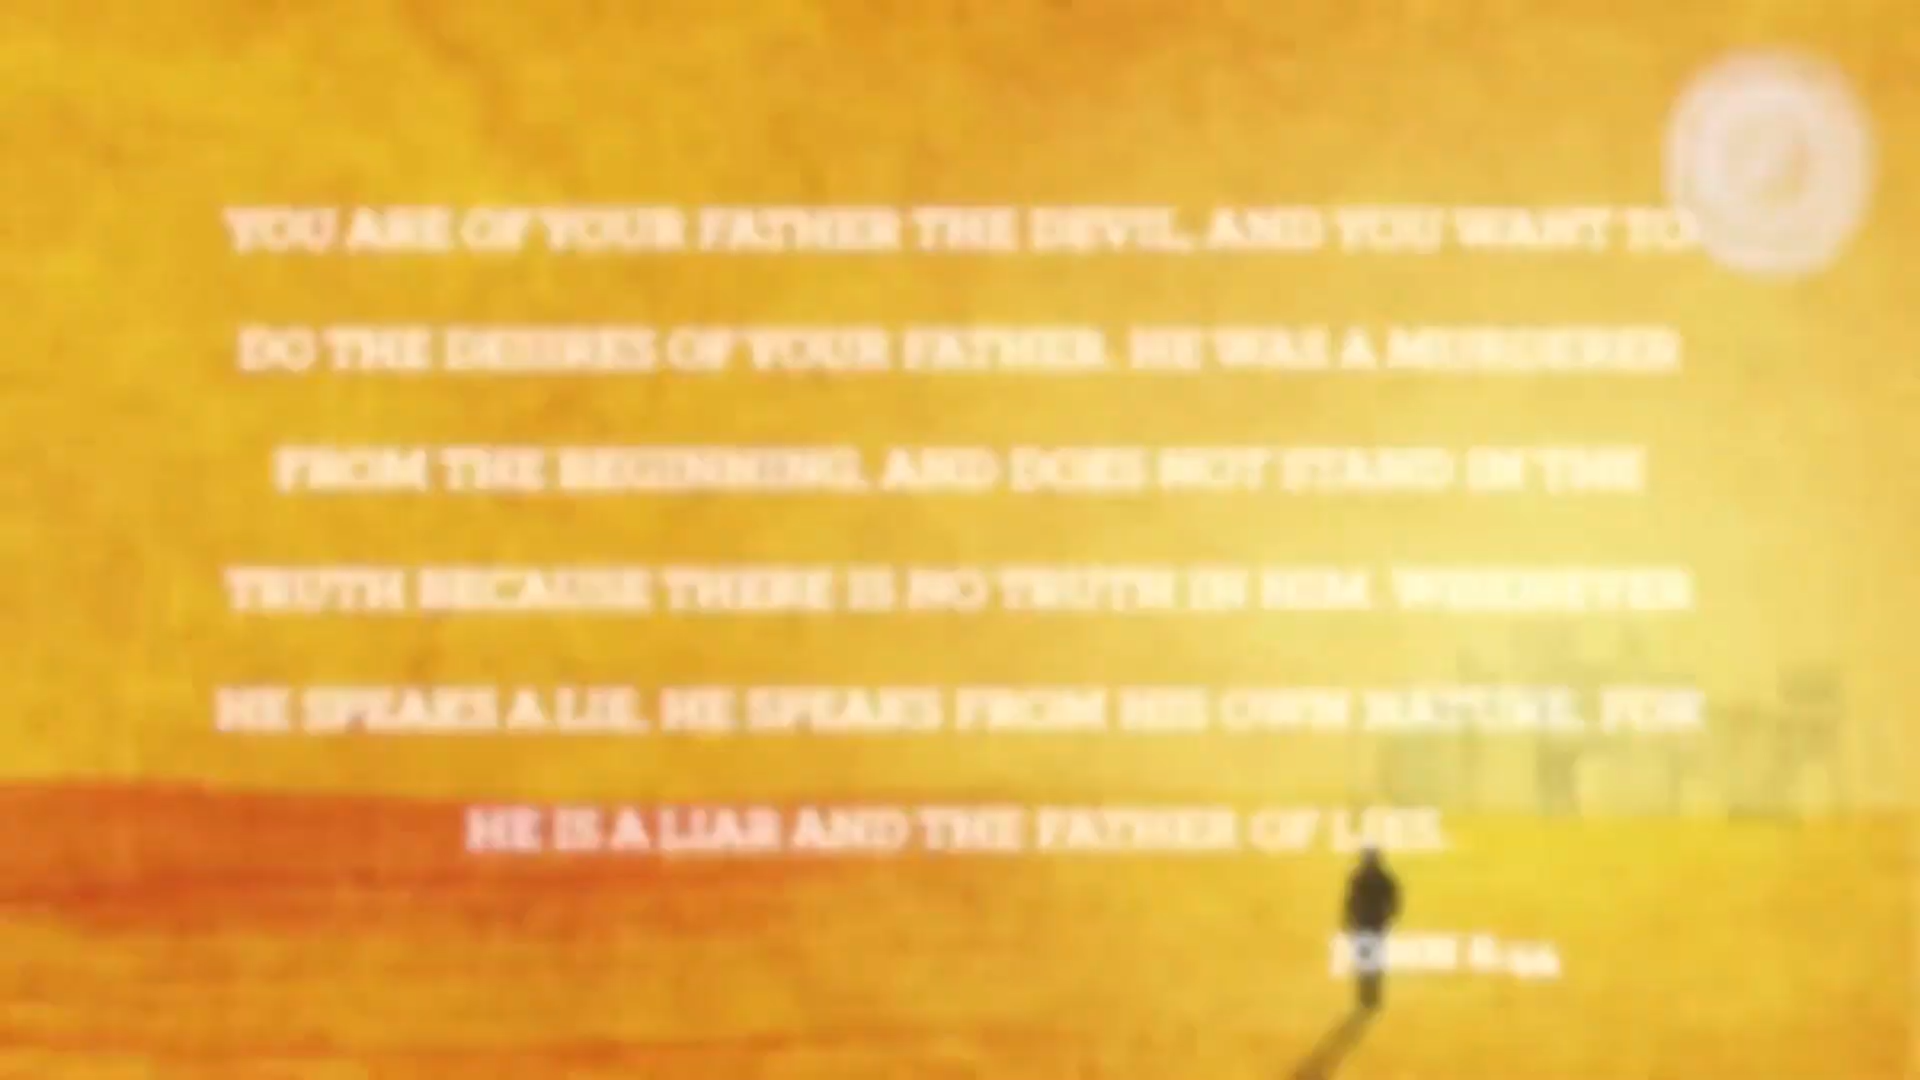 YOU ARE OF YOUR FATHER THE DEVIL, AND YOU WANT TO
DO THE DESIRES OF YOUR FATHER. HE WAS A MURDERER
FROM THE BEGINNING, AND DOES NOT STAND IN THE
TRUTH BECAUSE THERE IS NO TRUTH IN HIM. WHENEVER
HE SPEAKS A LIE, HE SPEAKS FROM HIS OWN NATURE, FOR
HE IS A LIAR AND THE FATHER OF LIES.
JOHN 8:44